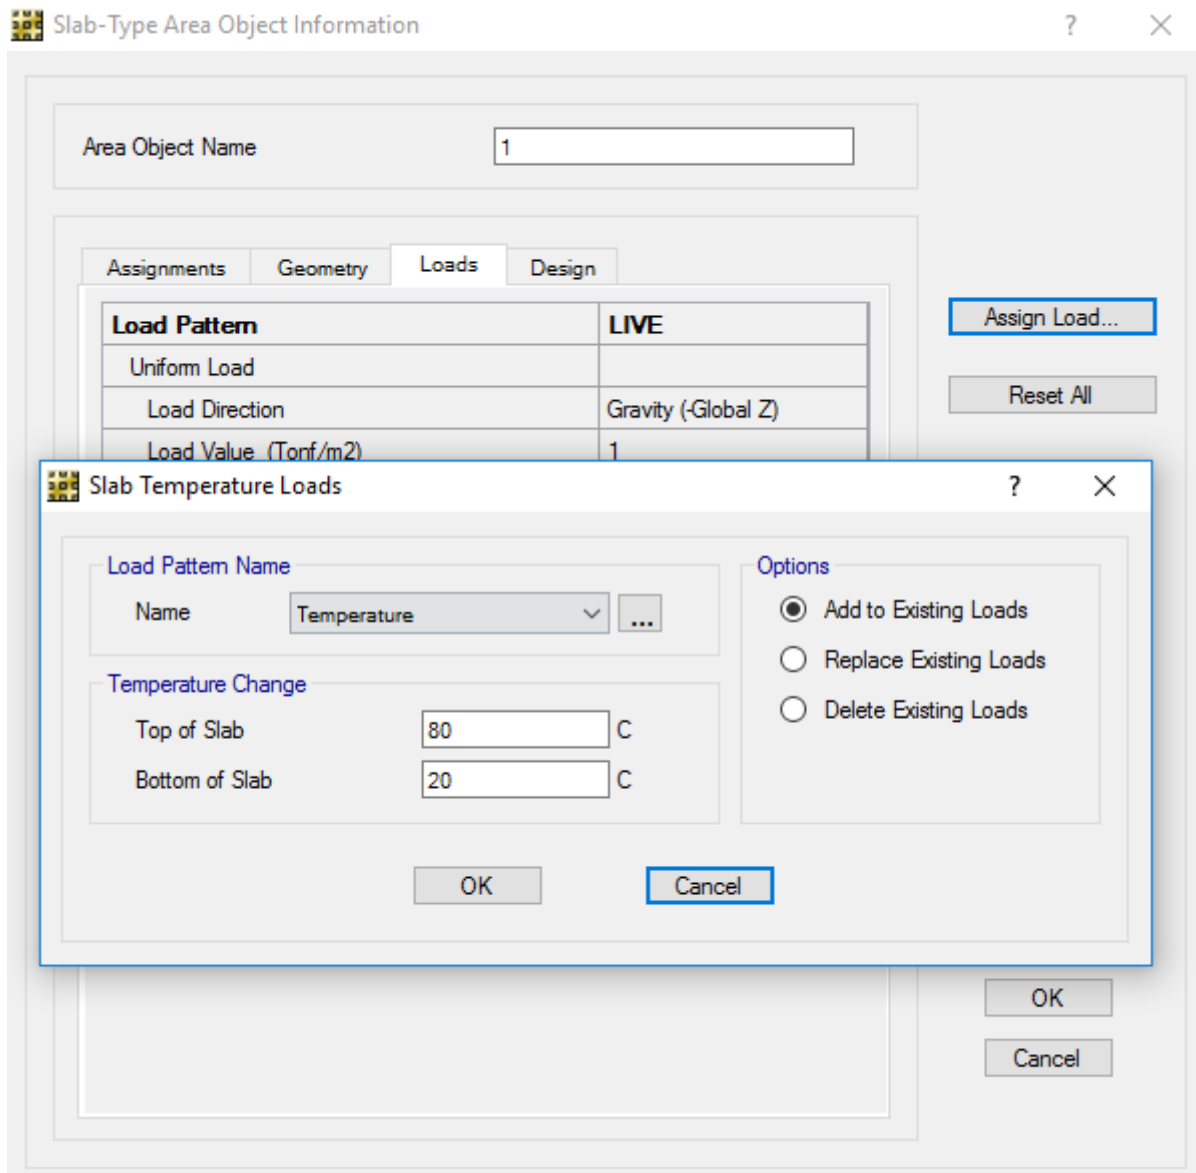 Slab-Type Area Object Information ?
Area Object Name 1
Assignments Geometry Loads Design
Load Pattern LIVE
Uniform Load
Load Direction Gravity (-Global Z)
Load Value (Tonf/m2) 1
Assign Load...
Reset All
Slab Temperature Loads ?
Load Pattern Name
Name Temperature ...
Temperature Change
Top of Slab 80 C
Bottom of Slab 20 C
Options
Add to Existing Loads
Replace Existing Loads
Delete Existing Loads
OK Cancel
OK
Cancel